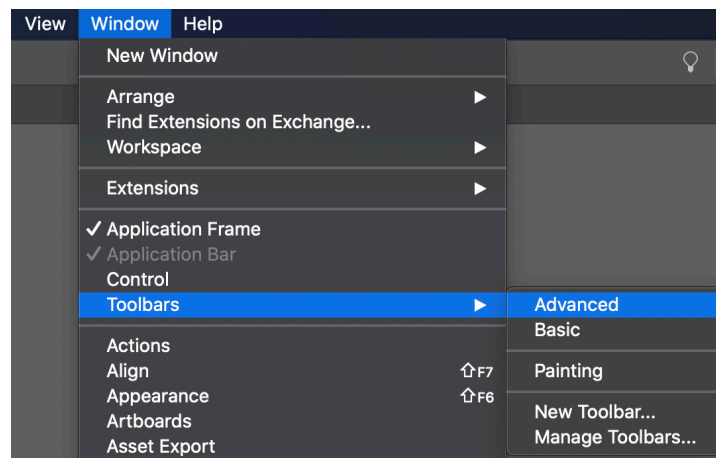 View Window Help
New Window
Arrange ▶
Find Extensions on Exchange...
Workspace ▶
Extensions ▶
✓ Application Frame
✓ Application Bar
Control
Toolbars ▶
Advanced
Basic
Painting
New Toolbar...
Manage Toolbars...
Actions
Align ⇧F7
Appearance ⇧F6
Artboards
Asset Export